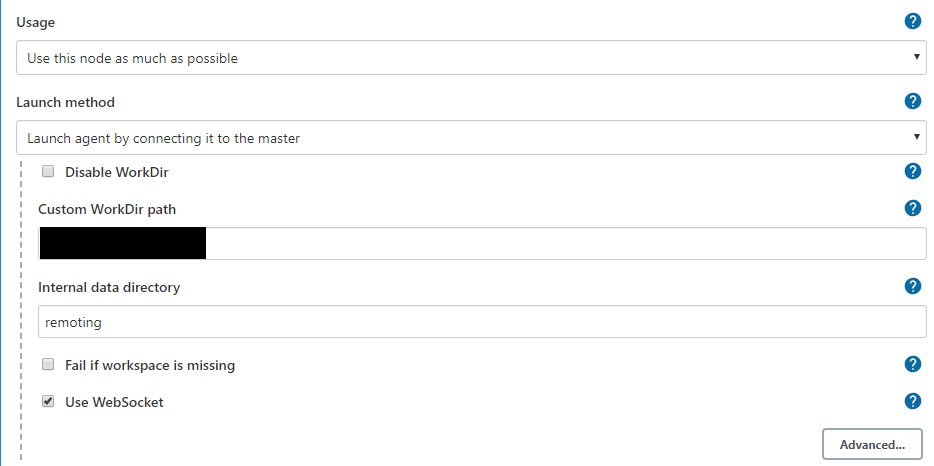 Usage
?
Use this node as much as possible
Launch method
?
Launch agent by connecting it to the master
Disable WorkDir
?
Custom WorkDir path
?
Internal data directory
?
remoting
Fail if workspace is missing
?
Use WebSocket
?
Advanced...